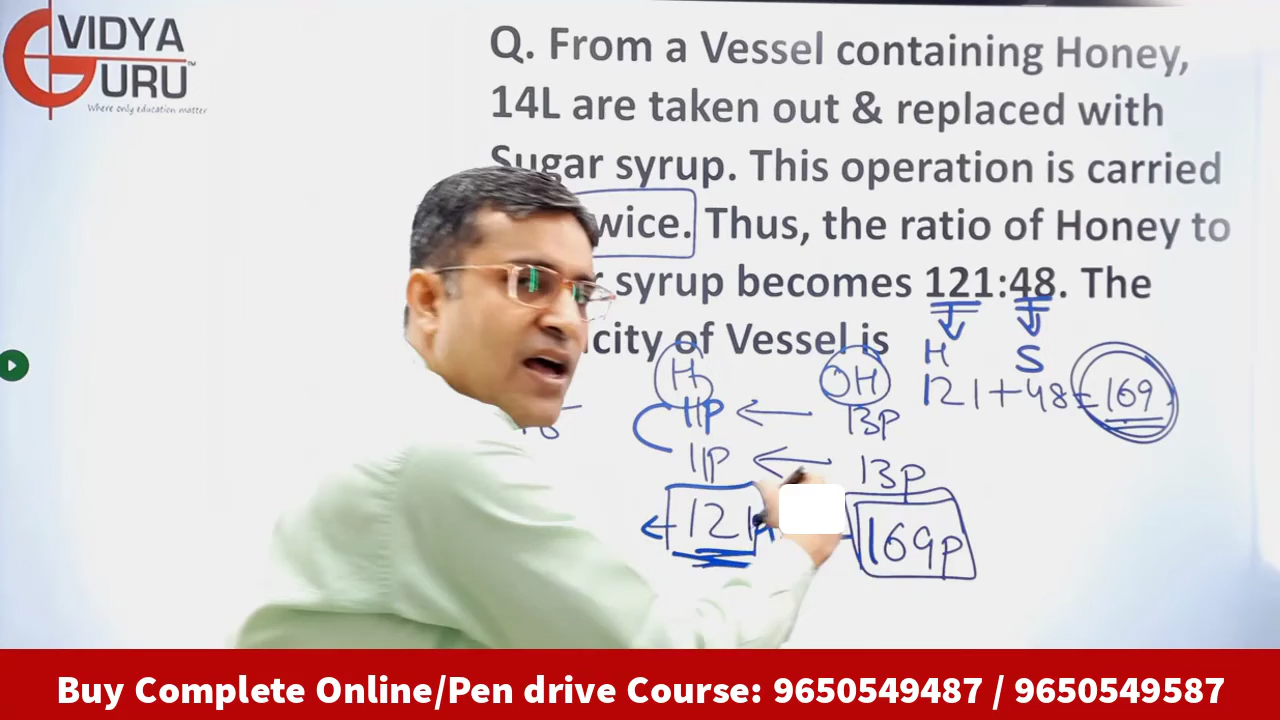 VIDYA
GURU™
Where only education matter
Q. From a Vessel containing Honey,
14L are taken out & replaced with
Sugar syrup. This operation is carried
wice. Thus, the ratio of Honey to
syrup becomes 121:48. The
city of Vessel is
H S
121+48=169
H OH
11P ← 13P
11P ← 13P
← 121 169P
Buy Complete Online/Pen drive Course: 9650549487 / 9650549587